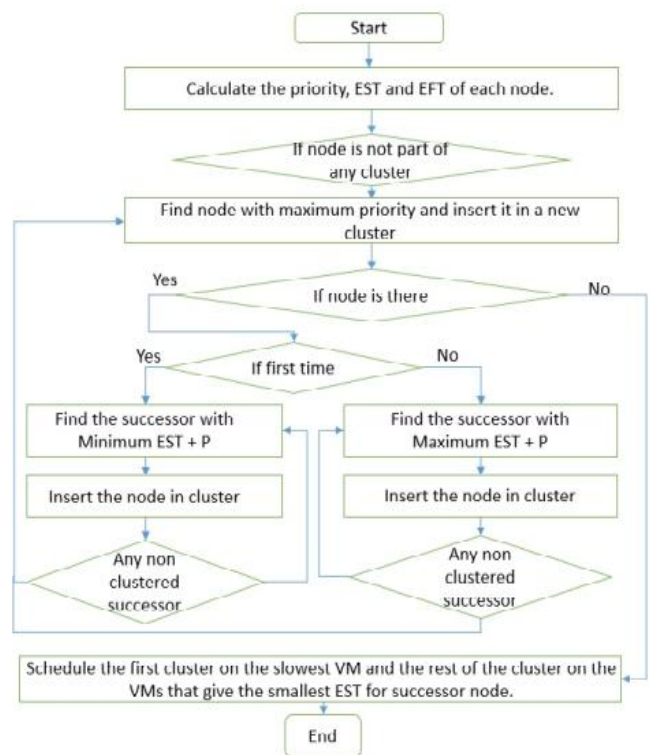 Start
Calculate the priority, EST and EFT of each node.
If node is not part of
any cluster
Find node with maximum priority and insert it in a new
cluster
Yes
If node is there
No
Yes
If first time
No
Find the successor with
Minimum EST + P
Find the successor with
Maximum EST + P
Insert the node in cluster
Insert the node in cluster
Any non
clustered
successor
Any non
clustered
successor
Schedule the first cluster on the slowest VM and the rest of the cluster on the
VMs that give the smallest EST for successor node.
End